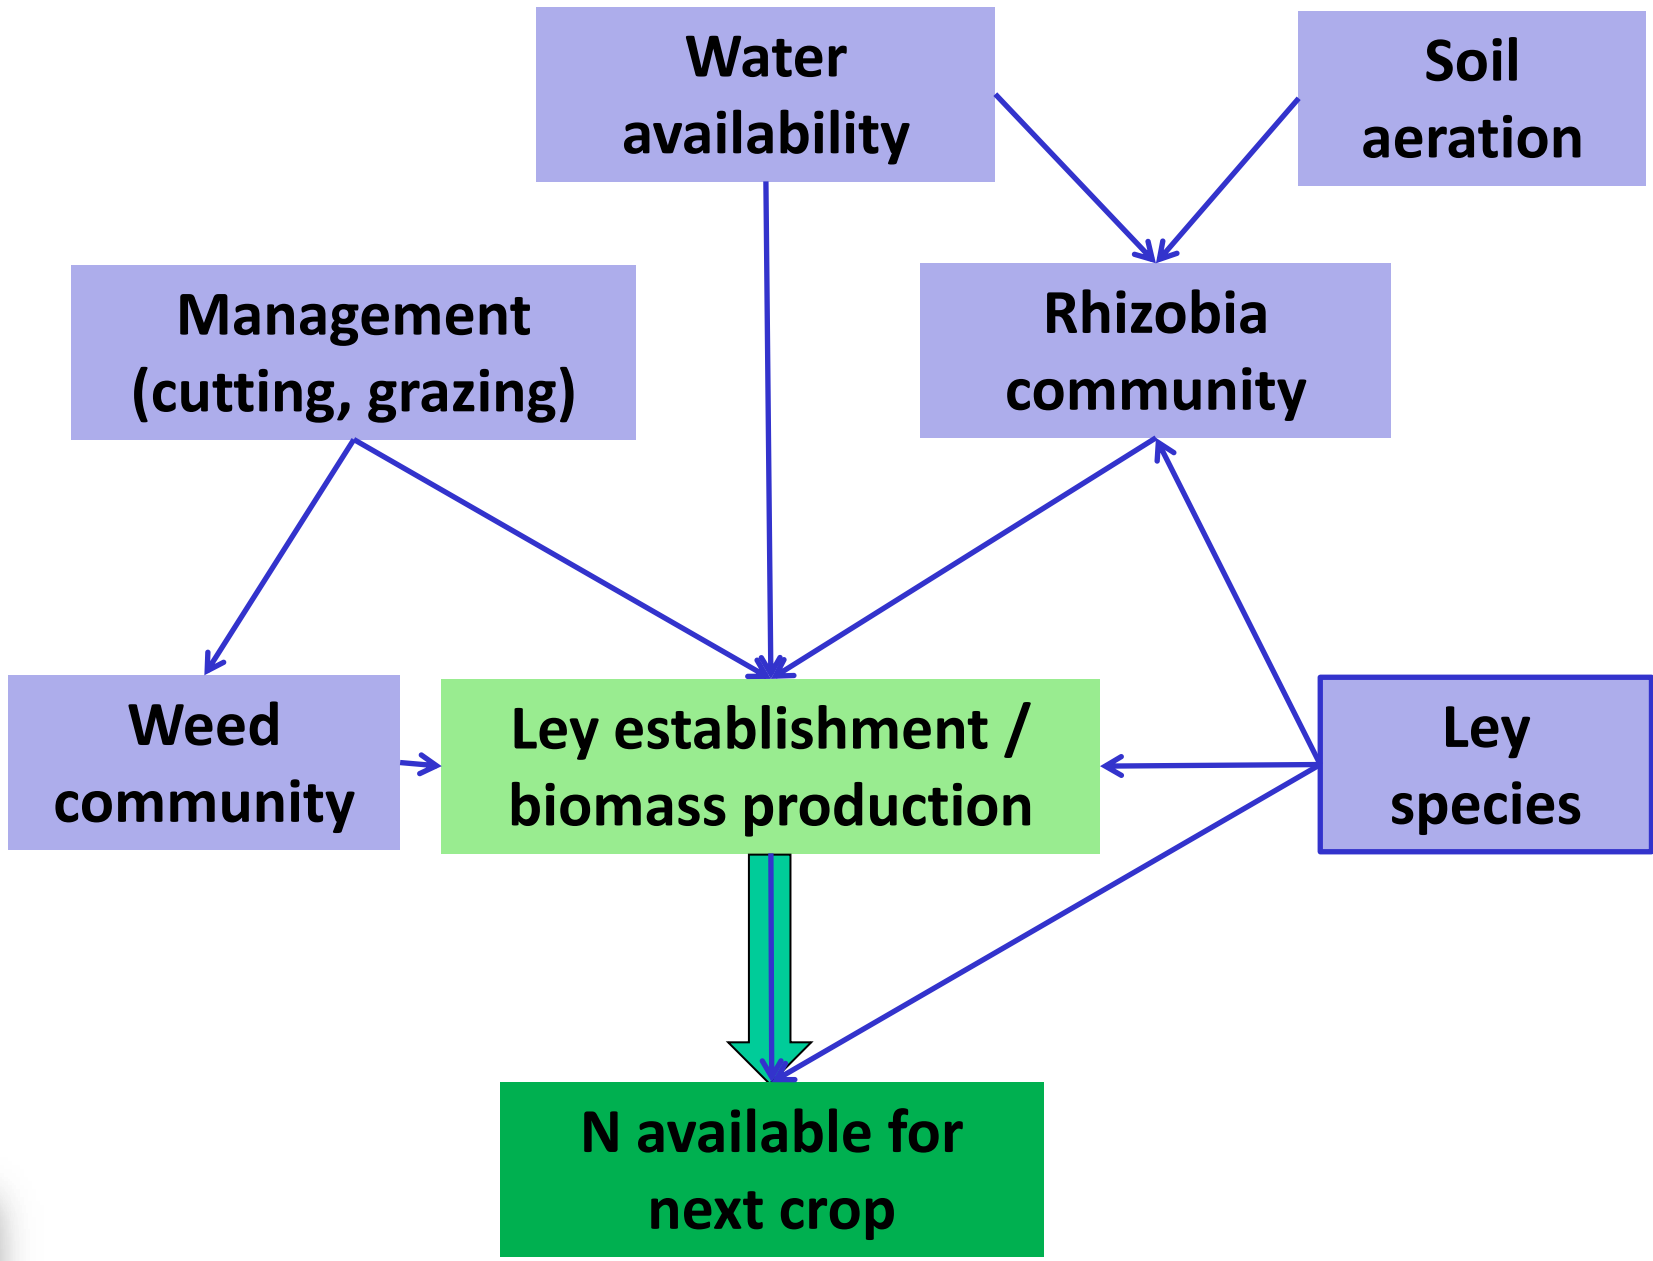 Water
availability
Soil
aeration
Management
(cutting, grazing)
Rhizobia
community
Weed
community
Ley establishment /
biomass production
Ley
species
N available for
next crop